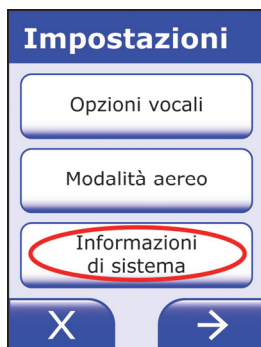 Impostazioni
Opzioni vocali
Modalità aereo
Informazioni
di sistema
X →